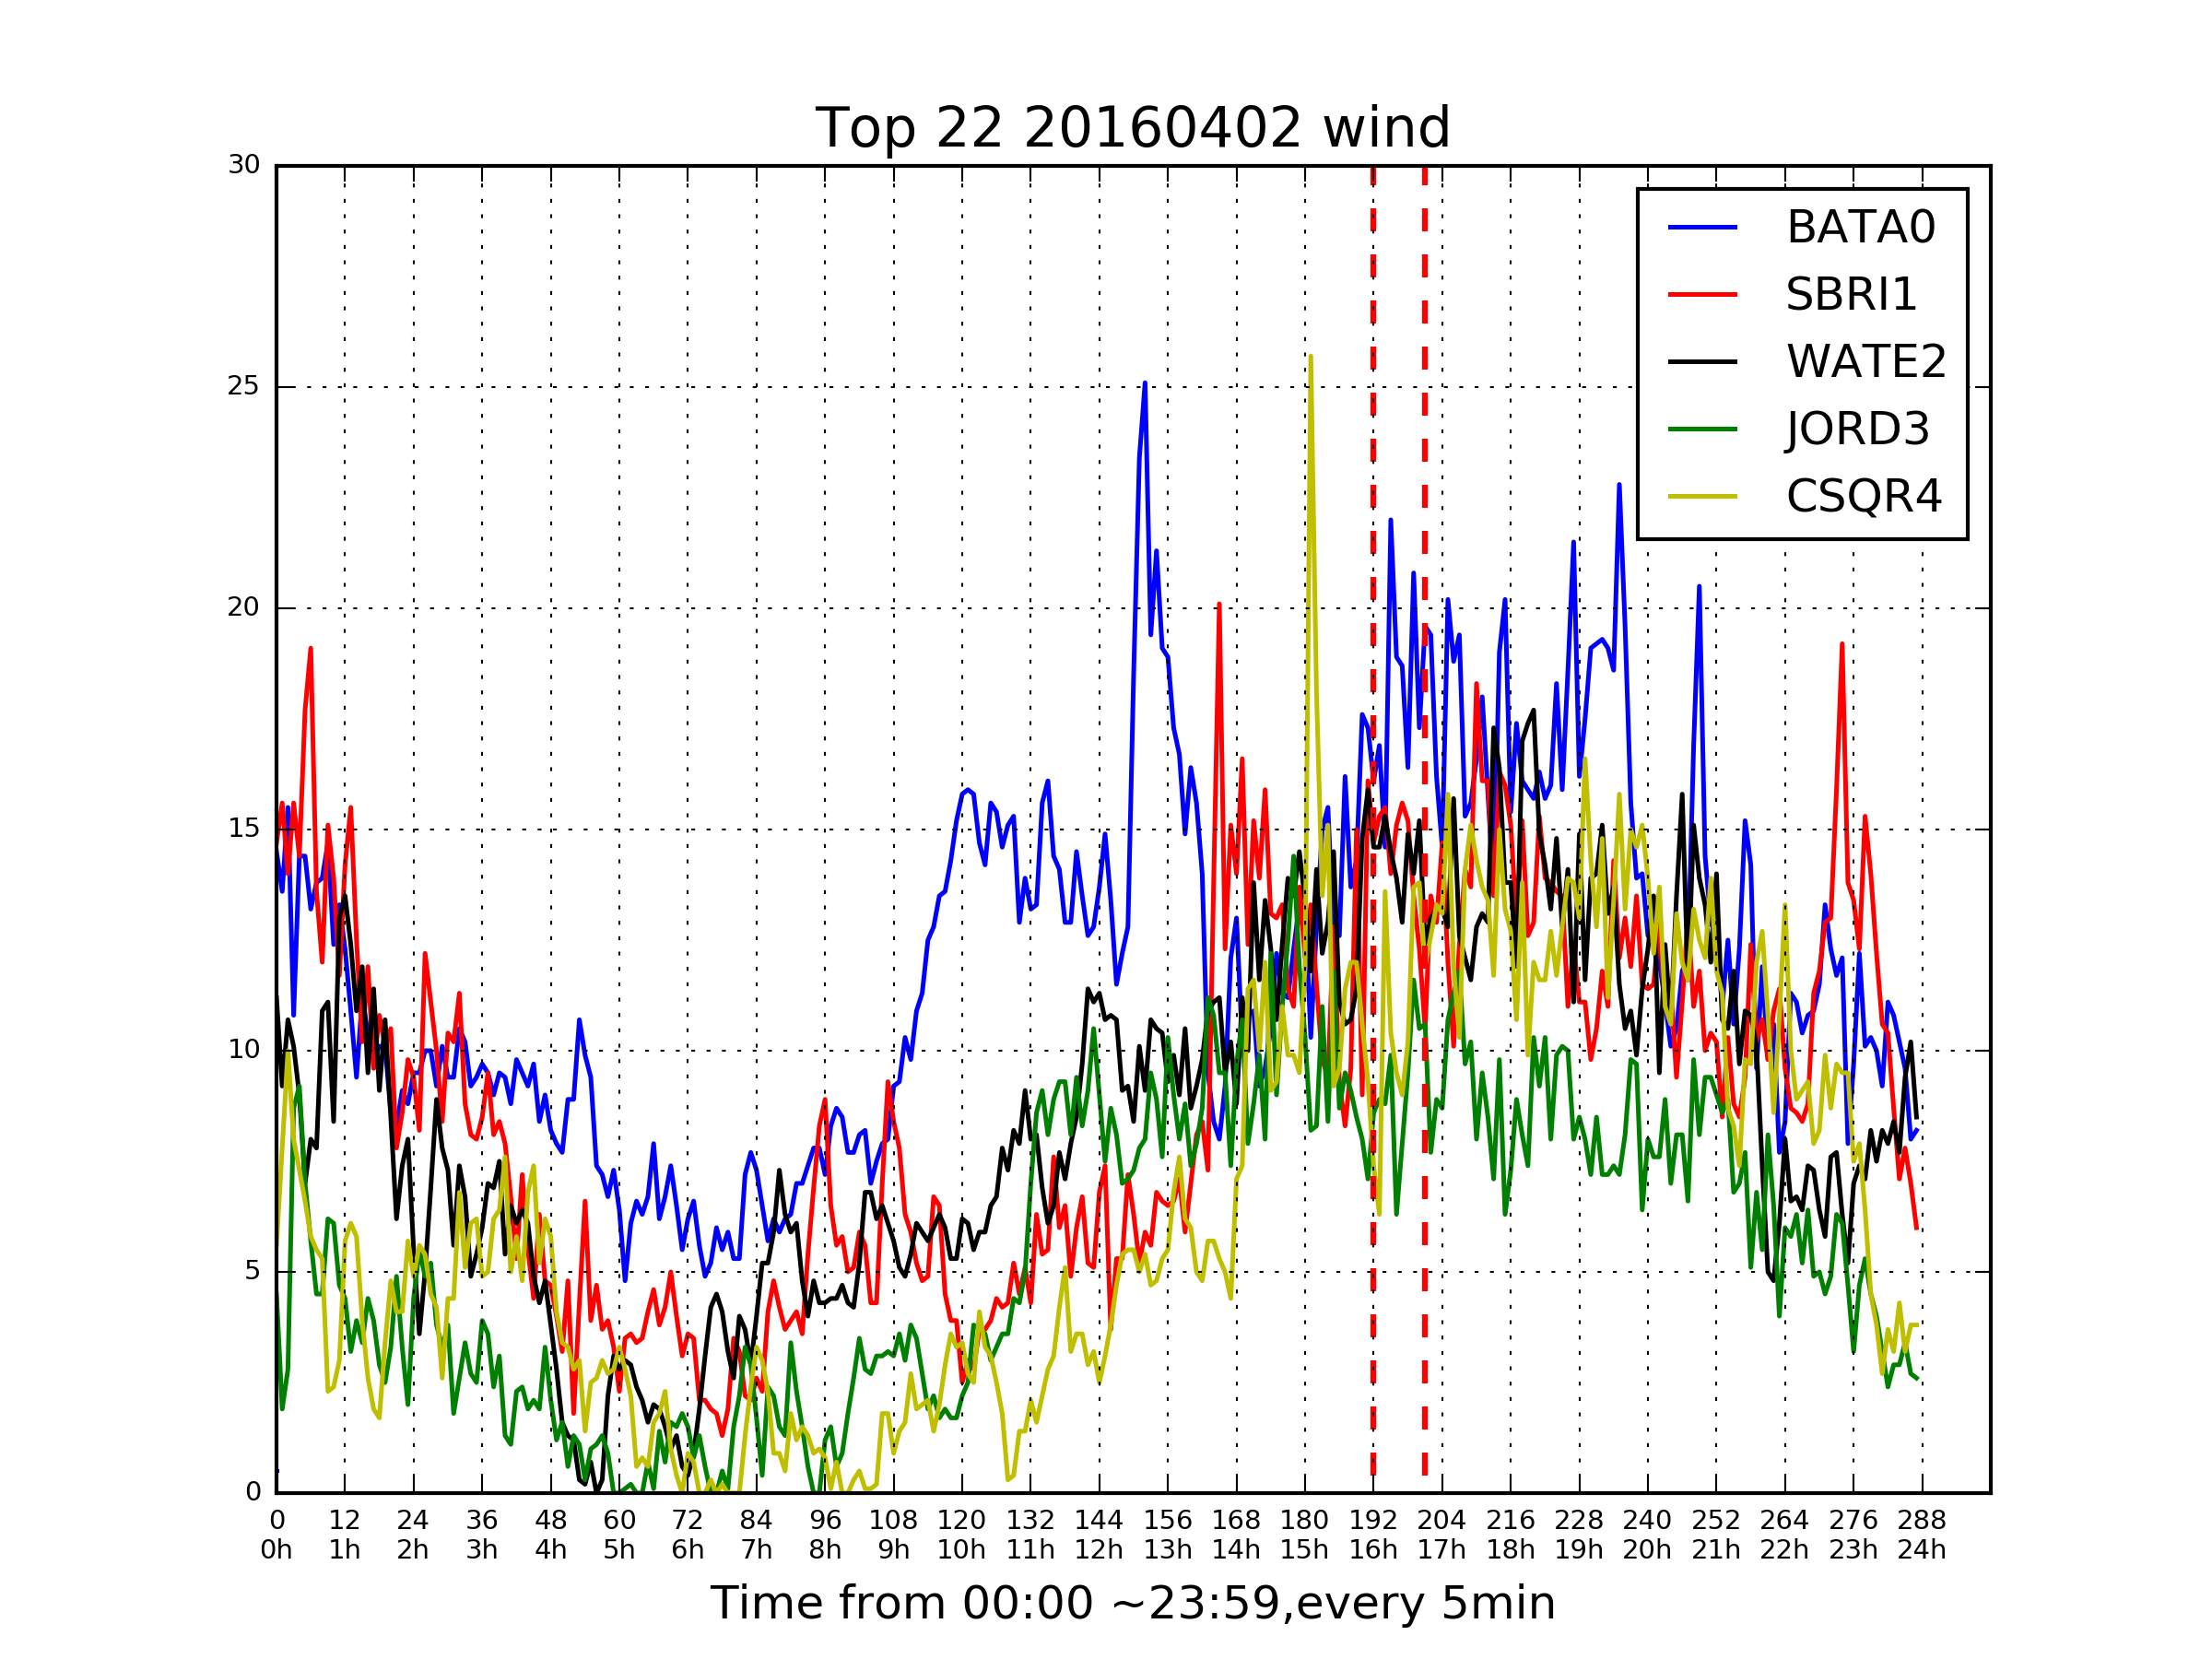 Top 22 20160402 wind
30
25
20
15
10
5
0
BATA0
SBRI1
WATE2
JORD3
CSQR4
0 12 24 36 48 60 72 84 96 108 120 132 144 156 168 180 192 204 216 228 240 252 264 276 288
0h 1h 2h 3h 4h 5h 6h 7h 8h 9h 10h 11h 12h 13h 14h 15h 16h 17h 18h 19h 20h 21h 22h 23h 24h
Time from 00:00 ~23:59,every 5min